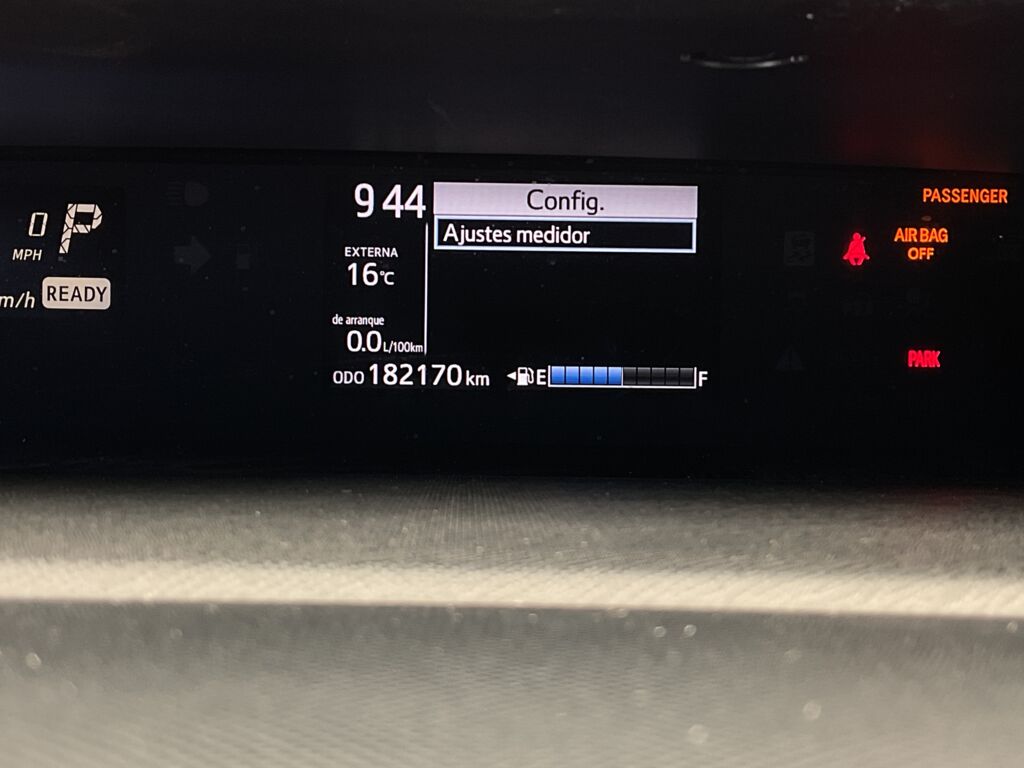 9 44
Config.
PASSENGER
0
P
Ajustes medidor
AIR BAG
OFF
MPH
EXTERNA
16°C
m/h
READY
de arranque
0.0 L/100km
PARK
ODO 182170 km
E
F